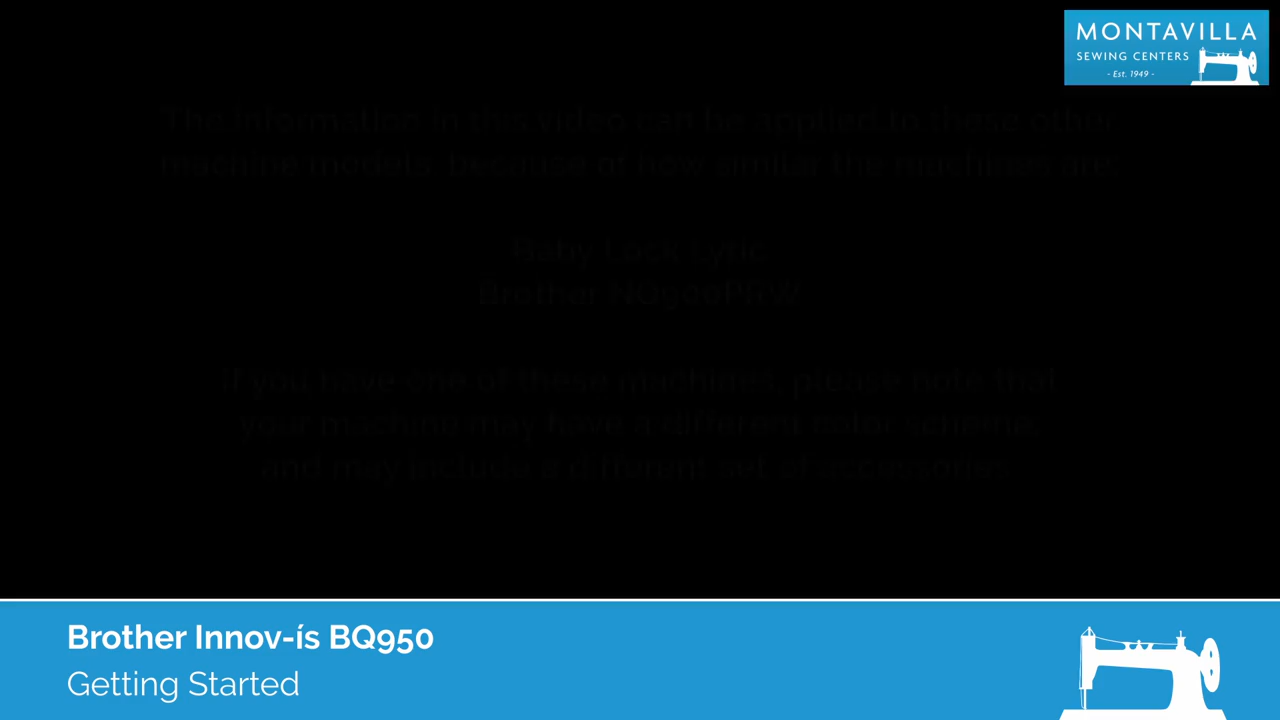 MONTAVILLA
SEWING CENTERS
- Est. 1949 -
The information in this video can be applied to these other
machine models, because of how similar the machines are:
Baby Lock Lyric
Brother
If you have one of these machines, please note that
your machine may have a different color scheme,
and may include a different set of accessories.
Brother Innov-ís BQ950
Getting Started